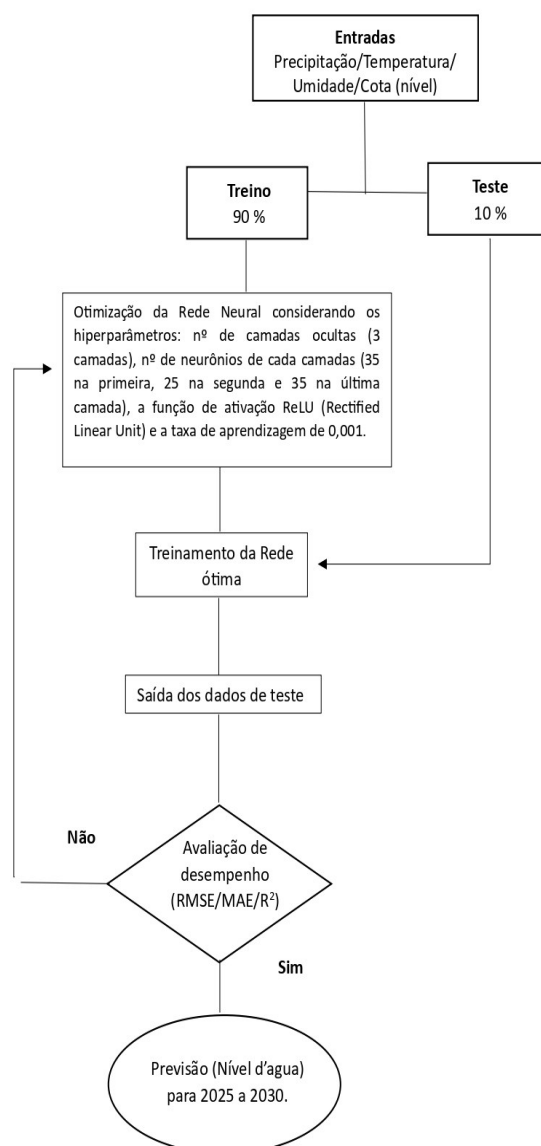 Entradas
Precipitação/Temperatura/
Umidade/Cota (nível)
Treino
90 %
Teste
10 %
Otimização da Rede Neural considerando os
hiperparâmetros: nº de camadas ocultas (3
camadas), nº de neurônios de cada camadas (35
na primeira, 25 na segunda e 35 na última
camada), a função de ativação ReLU (Rectified
Linear Unit) e a taxa de aprendizagem de 0,001.
Treinamento da Rede
ótima
Saída dos dados de teste
Não
Avaliação de
desempenho
(RMSE/MAE/R²)
Sim
Previsão (Nível d’agua)
para 2025 a 2030.